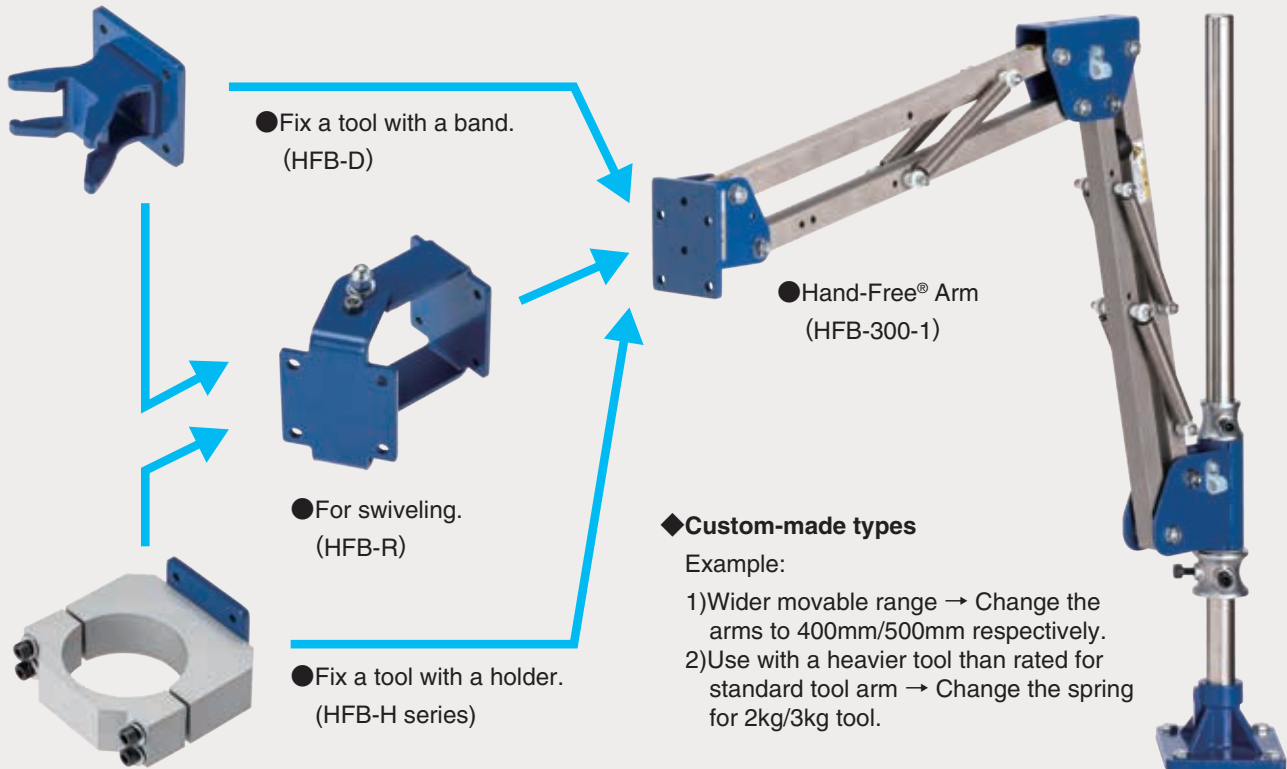 ●Fix a tool with a band.
(HFB-D)
●Hand-Free® Arm
(HFB-300-1)
●For swiveling.
(HFB-R)
●Fix a tool with a holder.
(HFB-H series)
◆Custom-made types
Example:
1)Wider movable range → Change the
arms to 400mm/500mm respectively.
2)Use with a heavier tool than rated for
standard tool arm → Change the spring
for 2kg/3kg tool.